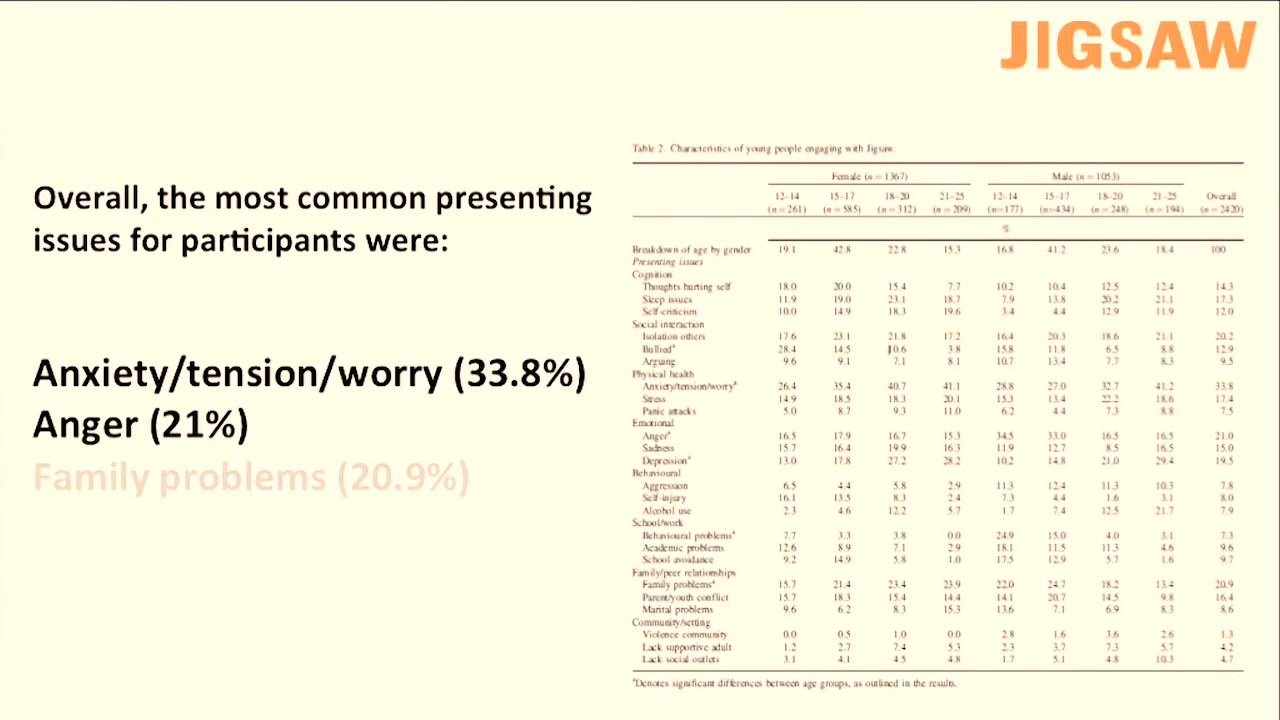 JIGSAW
Overall, the most common presenting
issues for participants were:
Anxiety/tension/worry (33.8%)
Anger (21%)
Family problems (20.9%)
Table 2. Characteristics of young people engaging with Jigsaw.
Female (n = 1367) Male (n = 1053)
12–14 15–17 18–20 21–25 12–14 15–17 18–20 21–25 Overall
(n = 261) (n = 585) (n = 312) (n = 209) (n = 177) (n = 434) (n = 248) (n = 194) (n = 2420)
%
Breakdown of age by gender 19.1 42.8 22.8 15.3 16.8 41.2 23.6 18.4 100
Presenting issues
Cognition
Thoughts hurting self 18.0 20.0 15.4 7.7 10.2 10.4 12.5 12.4 14.3
Sleep issues 11.9 19.0 23.1 18.7 7.9 13.8 20.2 21.1 17.3
Self-criticism 10.0 14.9 18.3 19.6 3.4 4.4 12.9 11.9 12.0
Social interaction
Isolation others 17.6 23.1 21.8 17.2 16.4 20.3 18.6 21.1 20.2
Bullied 28.4 14.5 10.6 3.8 15.8 11.8 6.5 8.8 12.9
Arguing 9.6 9.1 7.1 8.1 10.7 13.4 7.7 8.3 9.5
Physical health
Anxiety/tension/worryᵃ 26.4 35.4 40.7 41.1 28.8 27.0 32.7 41.2 33.8
Stress 14.9 18.5 18.3 20.1 15.3 13.4 22.2 18.6 17.4
Panic attacks 5.0 8.7 9.3 11.0 6.2 4.4 7.3 8.8 7.5
Emotional
Angerᵃ 16.5 17.9 16.7 15.3 34.5 33.0 16.5 16.5 21.0
Sadness 15.7 16.4 19.9 16.3 11.9 12.7 8.5 16.5 15.0
Depressionᵃ 13.0 17.8 27.2 28.2 10.2 14.8 21.0 29.4 19.5
Behavioural
Aggression 6.5 4.4 5.8 2.9 11.3 12.4 11.3 10.3 7.8
Self-injury 16.1 13.5 8.3 2.4 7.3 4.4 1.6 3.1 8.0
Alcohol use 2.3 4.6 12.2 5.7 1.7 7.4 12.5 21.7 7.9
School/work
Behavioural problemsᵃ 7.7 3.3 3.8 0.0 24.9 15.0 4.0 3.1 7.3
Academic problems 12.6 8.9 7.1 2.9 18.1 11.5 11.3 4.6 9.6
School avoidance 9.2 14.9 5.8 1.0 17.5 12.9 5.7 1.6 9.7
Family/peer relationships
Family problemsᵃ 15.7 21.4 23.4 23.9 22.0 24.7 18.2 13.4 20.9
Parent/youth conflict 15.7 18.3 15.4 14.4 14.1 20.7 14.5 9.8 16.4
Marital problems 9.6 6.2 8.3 15.3 13.6 7.1 6.9 8.3 8.6
Community/setting
Violence community 0.0 0.5 1.0 0.0 2.8 1.6 3.6 2.6 1.3
Lack supportive adult 1.2 2.7 7.4 5.3 2.3 3.7 7.3 5.7 4.2
Lack social outlets 3.1 4.1 4.5 4.8 1.7 5.1 4.8 10.3 4.7
ᵃDenotes significant differences between age groups, as outlined in the results.